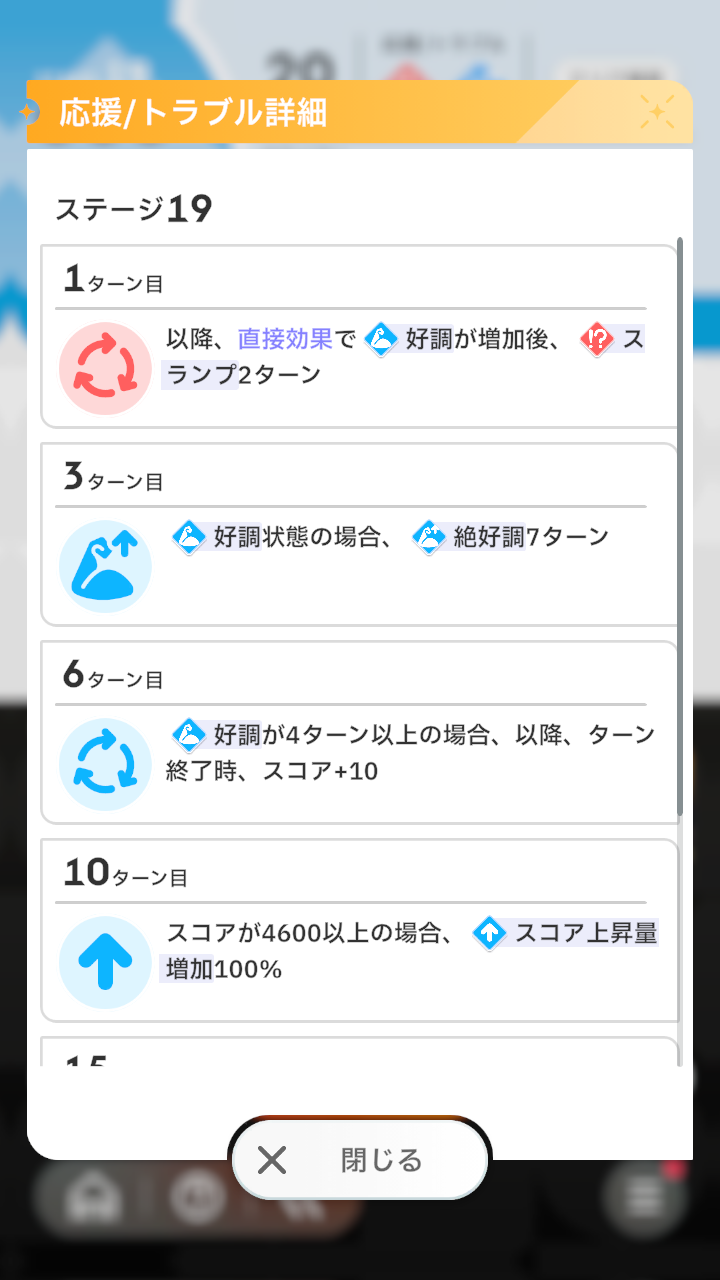 応援/トラブル詳細
ステージ19
1ターン目
以降、直接効果で 好調が増加後、 ス
ランプ2ターン
3ターン目
好調状態の場合、 絶好調7ターン
6ターン目
好調が4ターン以上の場合、以降、ターン
終了時、スコア+10
10ターン目
スコアが4600以上の場合、 スコア上昇量
増加100%
閉じる